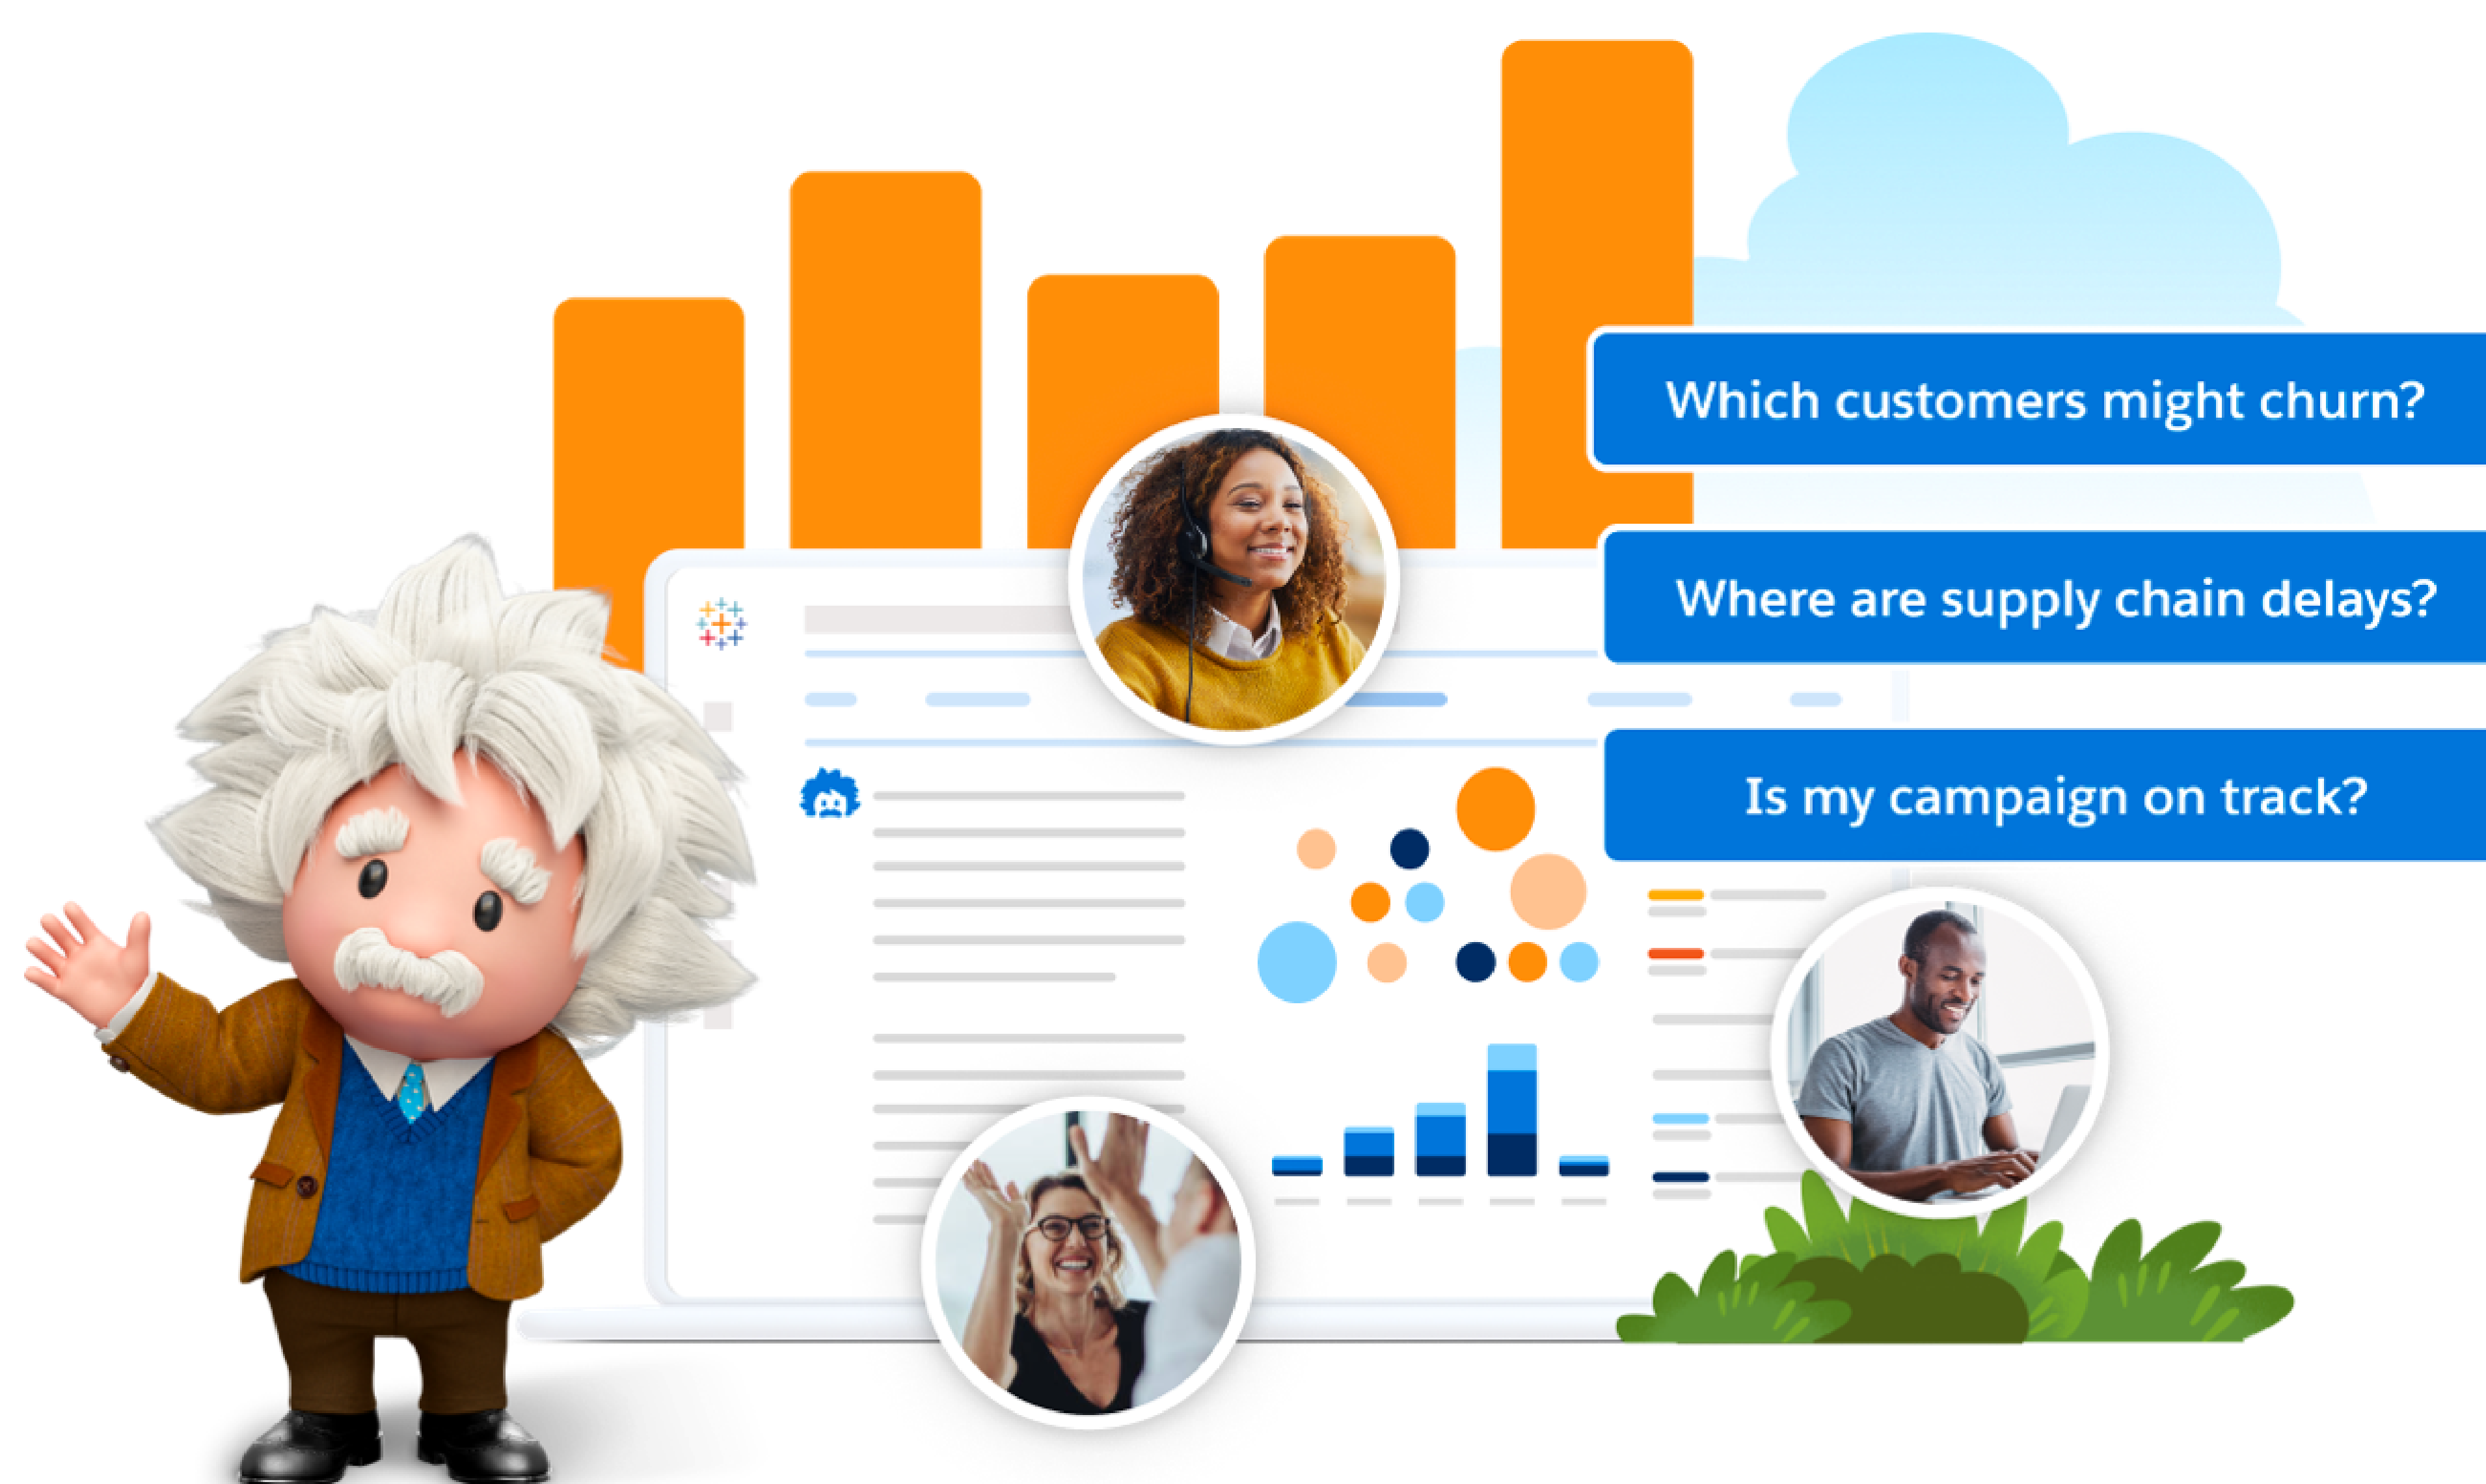 Which customers might churn?
Where are supply chain delays?
Is my campaign on track?